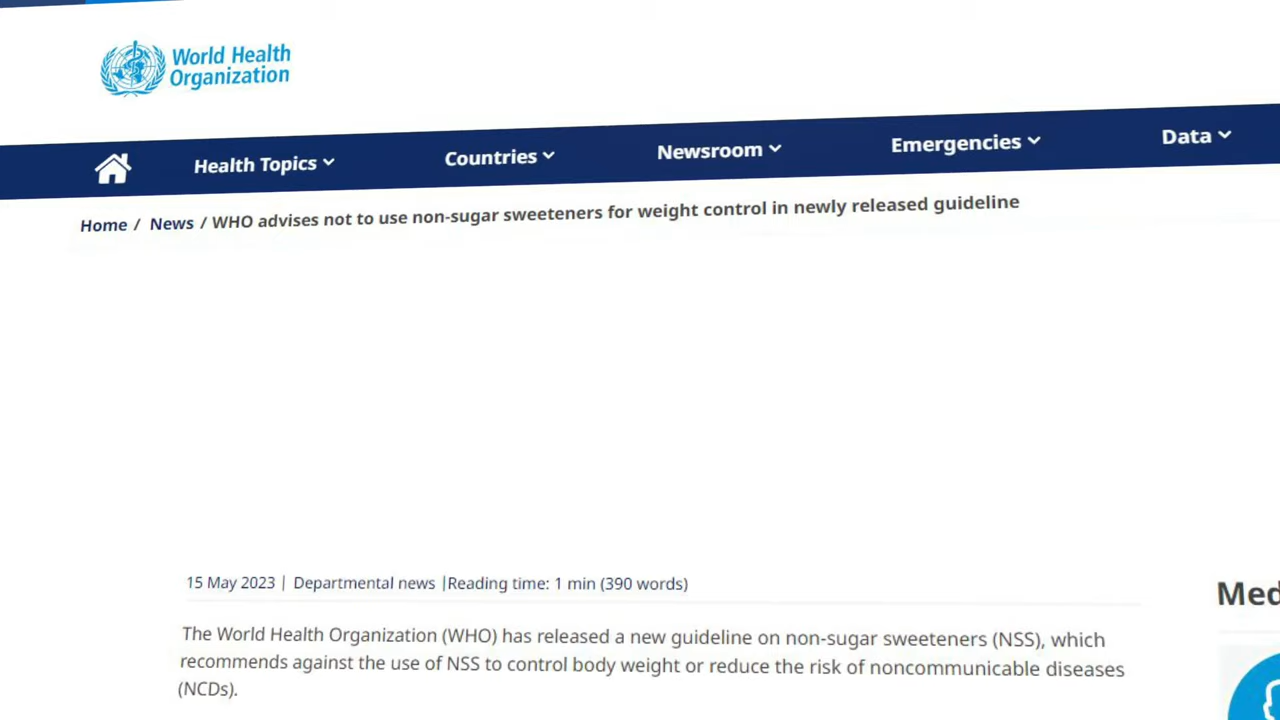 World Health
Organization
Health Topics Countries Newsroom Emergencies Data
Home / News / WHO advises not to use non-sugar sweeteners for weight control in newly released guideline
15 May 2023 | Departmental news |Reading time: 1 min (390 words)
The World Health Organization (WHO) has released a new guideline on non-sugar sweeteners (NSS), which
recommends against the use of NSS to control body weight or reduce the risk of noncommunicable diseases
(NCDs).